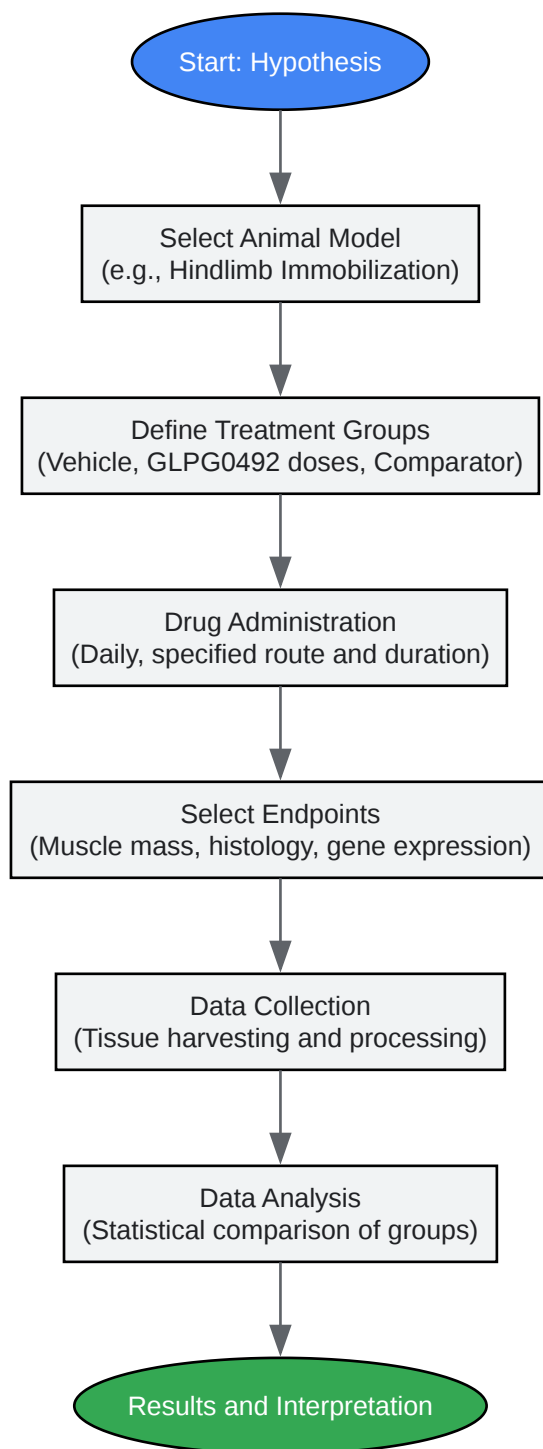 Start: Hypothesis
Select Animal Model
(e.g., Hindlimb Immobilization)
Define Treatment Groups
(Vehicle, GLPG0492 doses, Comparator)
Drug Administration
(Daily, specified route and duration)
Select Endpoints
(Muscle mass, histology, gene expression)
Data Collection
(Tissue harvesting and processing)
Data Analysis
(Statistical comparison of groups)
Results and Interpretation